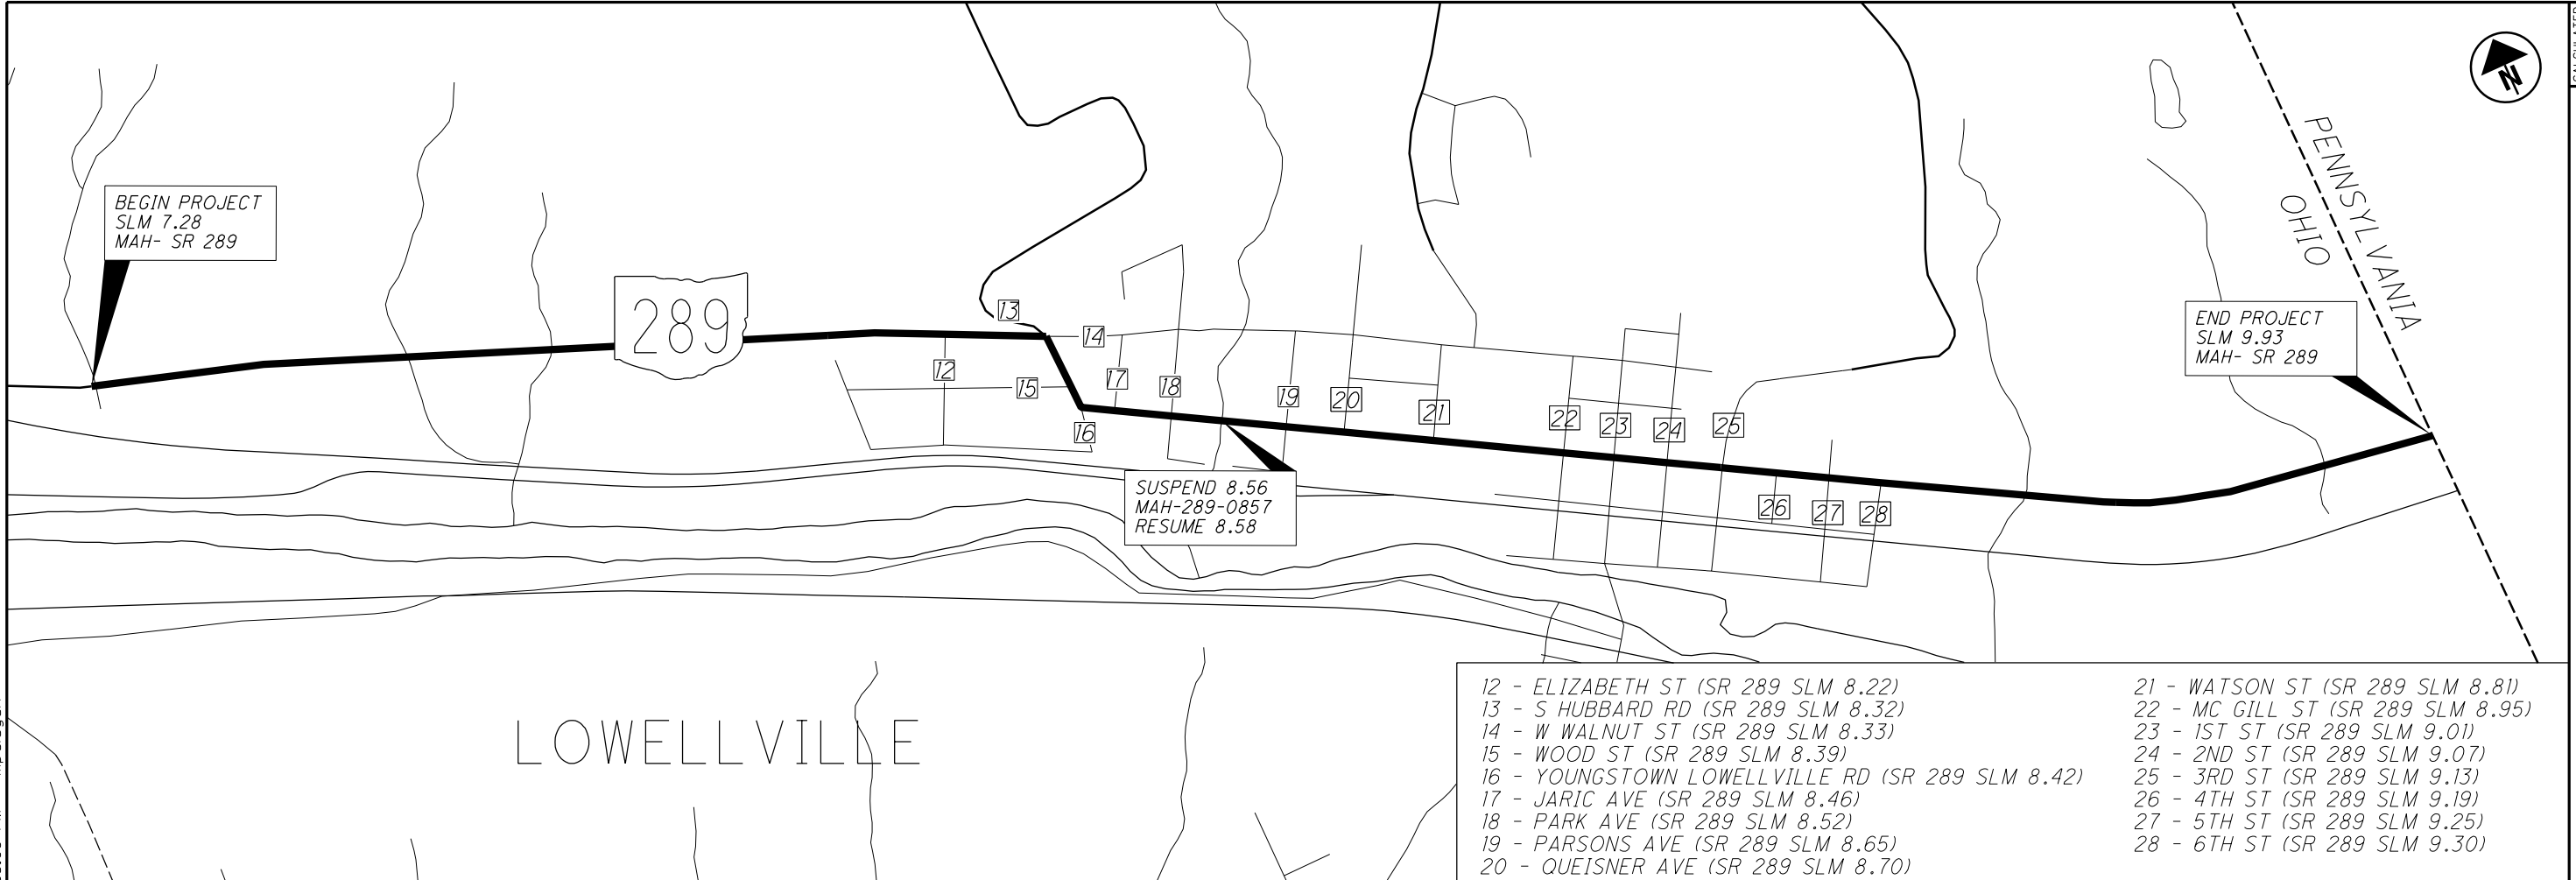 BEGIN PROJECT
SLM 7.28
MAH- SR 289
289
13
14
12
15
16
17
18
19
20
21
22
23
24
25
26
27
28
SUSPEND 8.56
MAH-289-0857
RESUME 8.58
PENNSYLVANIA
OHIO
N
END PROJECT
SLM 9.93
MAH- SR 289
LOWELLVILLE
12 - ELIZABETH ST (SR 289 SLM 8.22)
13 - S HUBBARD RD (SR 289 SLM 8.32)
14 - W WALNUT ST (SR 289 SLM 8.33)
15 - WOOD ST (SR 289 SLM 8.39)
16 - YOUNGSTOWN LOWELLVILLE RD (SR 289 SLM 8.42)
17 - JARIC AVE (SR 289 SLM 8.46)
18 - PARK AVE (SR 289 SLM 8.52)
19 - PARSONS AVE (SR 289 SLM 8.65)
20 - QUEISNER AVE (SR 289 SLM 8.70)
21 - WATSON ST (SR 289 SLM 8.81)
22 - MC GILL ST (SR 289 SLM 8.95)
23 - 1ST ST (SR 289 SLM 9.01)
24 - 2ND ST (SR 289 SLM 9.07)
25 - 3RD ST (SR 289 SLM 9.13)
26 - 4TH ST (SR 289 SLM 9.19)
27 - 5TH ST (SR 289 SLM 9.25)
28 - 6TH ST (SR 289 SLM 9.30)